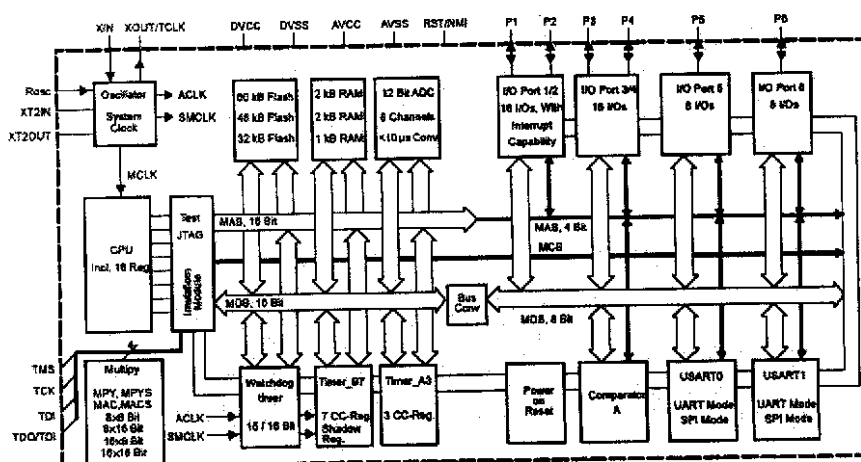 XIN XOUT/TCLK DVCC DVSS AVCC AVSS RST/NMI P1 P2 P3 P4 P5 P6
Rosc
XT2IN
XT2OUT
Oscillator
System
Clock
ACLK
SMCLK
MCLK
60 kB Flash
48 kB Flash
32 kB Flash
2 kB RAM
2 kB RAM
1 kB RAM
12 Bit ADC
8 Channels
<10 µs Conv
I/O Port 1/2
16 I/Os, With
Interrupt
Capability
I/O Port 3/4
16 I/Os
I/O Port 5
8 I/Os
I/O Port 6
8 I/Os
CPU
Incl. 16 Reg
Test
JTAG
Emulation
Module
MAB, 16 Bit
MAB, 4 Bit
MCB
MDB, 16 Bit
Bus
Conv
MDB, 8 Bit
TMS
TCK
TDI
TDO/TDI
4
Multipy
MPY, MPYS
MAC,MACS
8x8 Bit
8x16 Bit
16x8 Bit
16x16 Bit
ACLK
SMCLK
Watchdog
timer
15 / 16 Bit
Timer_B7
7 CC-Reg.
Shadow
Reg.
Timer_A3
3 CC-Reg.
Power
on
Reset
Comparator
A
USART0
UART Mode
SPI Mode
USART1
UART Mode
SPI Mode